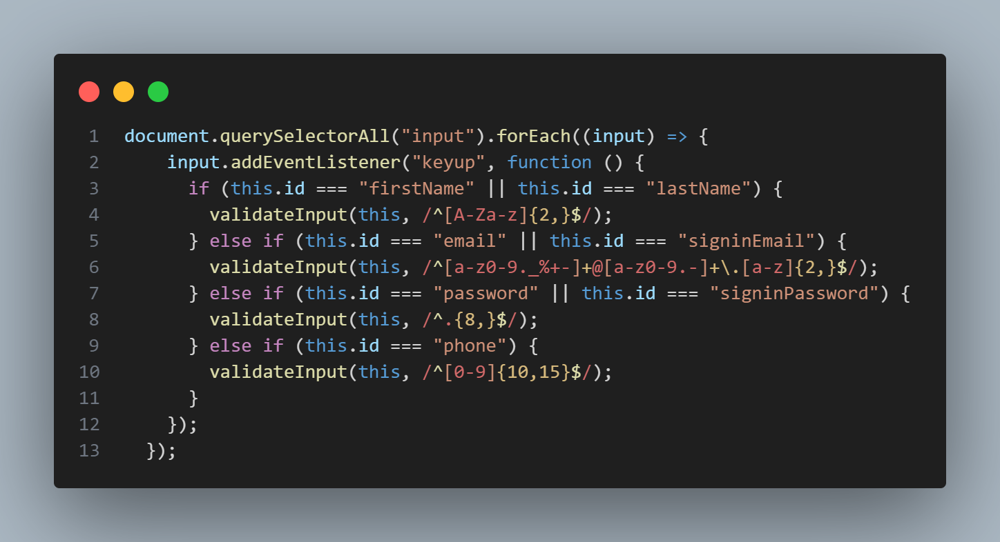 1 document.querySelectorAll("input").forEach((input) => {
2     input.addEventListener("keyup", function () {
3       if (this.id === "firstName" || this.id === "lastName") {
4         validateInput(this, /^[A-Za-z]{2,}$/);
5       } else if (this.id === "email" || this.id === "signinEmail") {
6         validateInput(this, /^[a-z0-9._%+-]+@[a-z0-9.-]+\.[a-z]{2,}$/);
7       } else if (this.id === "password" || this.id === "signinPassword") {
8         validateInput(this, /^.{8,}$/);
9       } else if (this.id === "phone") {
10         validateInput(this, /^[0-9]{10,15}$/);
11       }
12     });
13   });